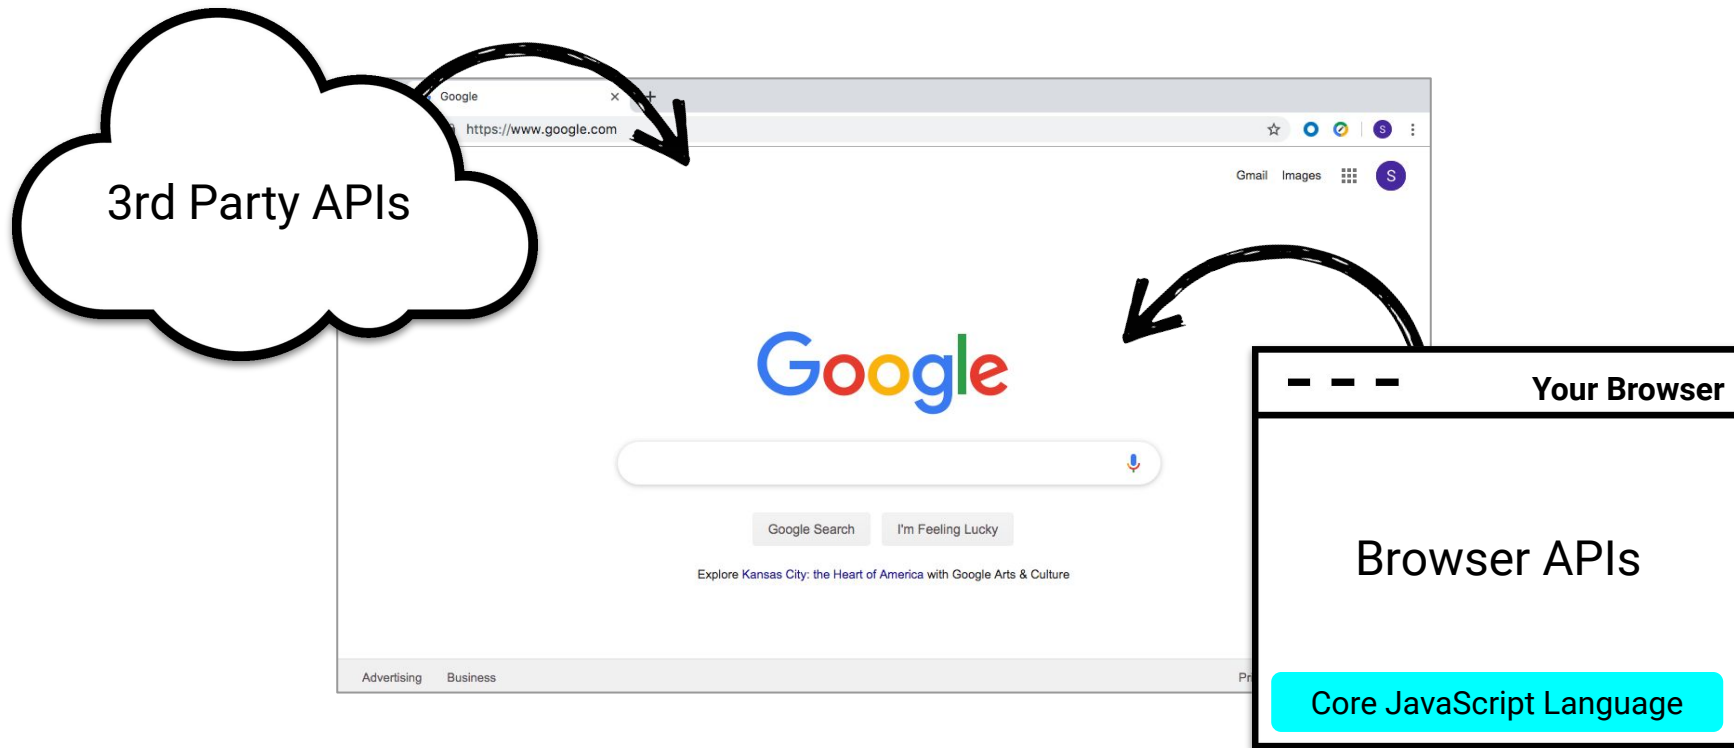 Google
https://www.google.com
S
Gmail Images
S
3rd Party APIs
Google
Your Browser
Google Search
I'm Feeling Lucky
Browser APIs
Explore Kansas City: the Heart of America with Google Arts & Culture
Advertising Business
Core JavaScript Language